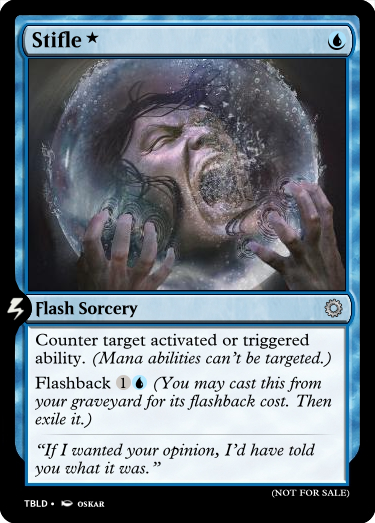 Stifle ★
Flash Sorcery
Counter target activated or triggered
ability. (Mana abilities can't be targeted.)
Flashback 1 (You may cast this from
your graveyard for its flashback cost. Then
exile it.)
"If I wanted your opinion, I'd have told
you what it was."
(NOT FOR SALE)
TBLD • OSKAR